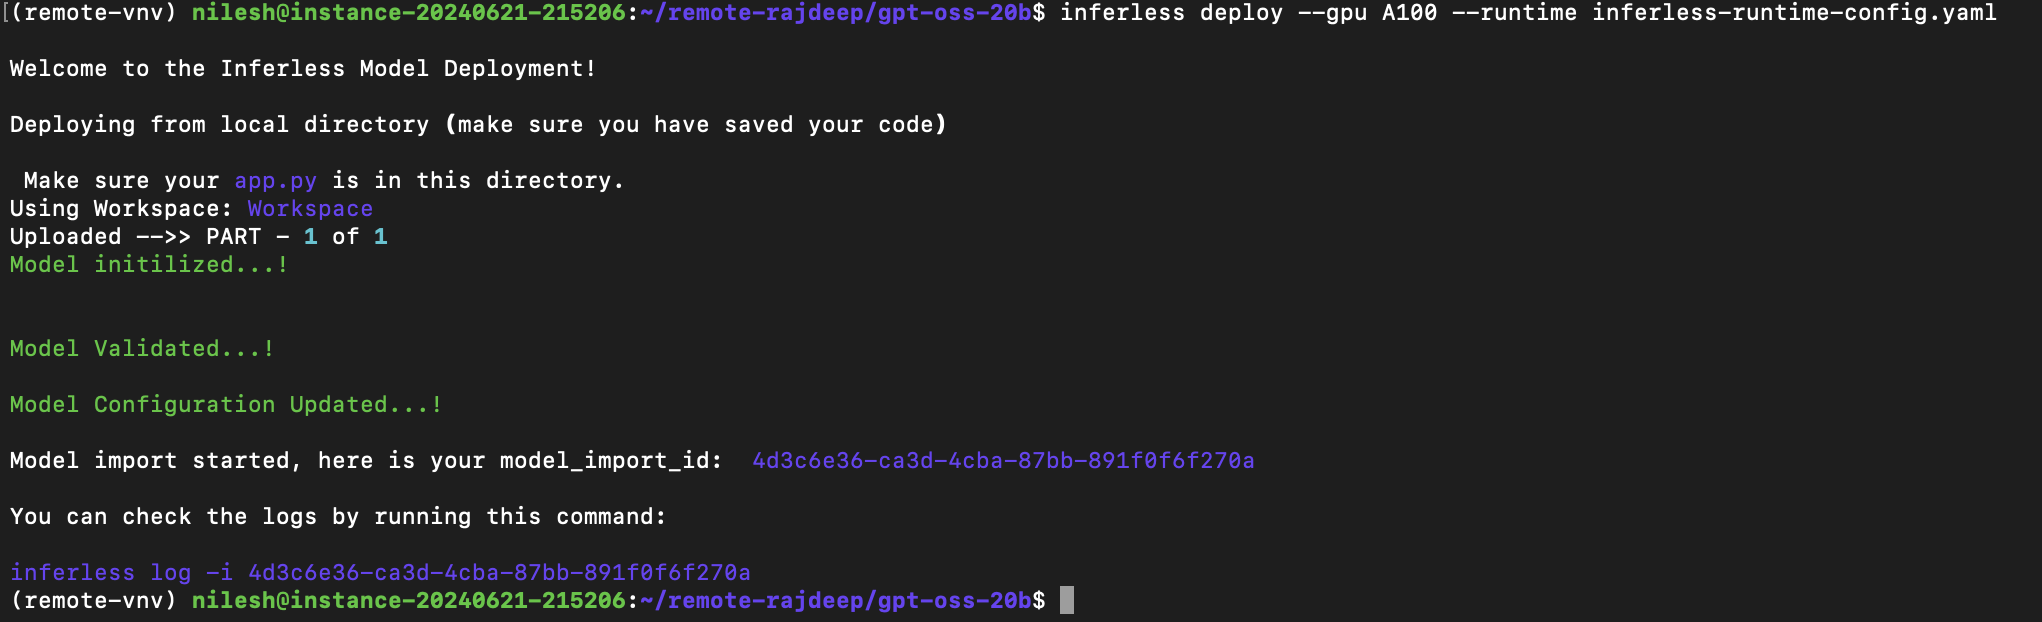 [(remote-vnv) nilesh@instance-20240621-215206:~/remote-rajdeep/gpt-oss-20b$ inferless deploy --gpu A100 --runtime inferless-runtime-config.yaml
Welcome to the Inferless Model Deployment!
Deploying from local directory (make sure you have saved your code)
Make sure your app.py is in this directory.
Using Workspace: Workspace
Uploaded -->> PART - 1 of 1
Model initilized...!
Model Validated...!
Model Configuration Updated...!
Model import started, here is your model_import_id: 4d3c6e36-ca3d-4cba-87bb-891f0f6f270a
You can check the logs by running this command:
inferless log -i 4d3c6e36-ca3d-4cba-87bb-891f0f6f270a
(remote-vnv) nilesh@instance-20240621-215206:~/remote-rajdeep/gpt-oss-20b$